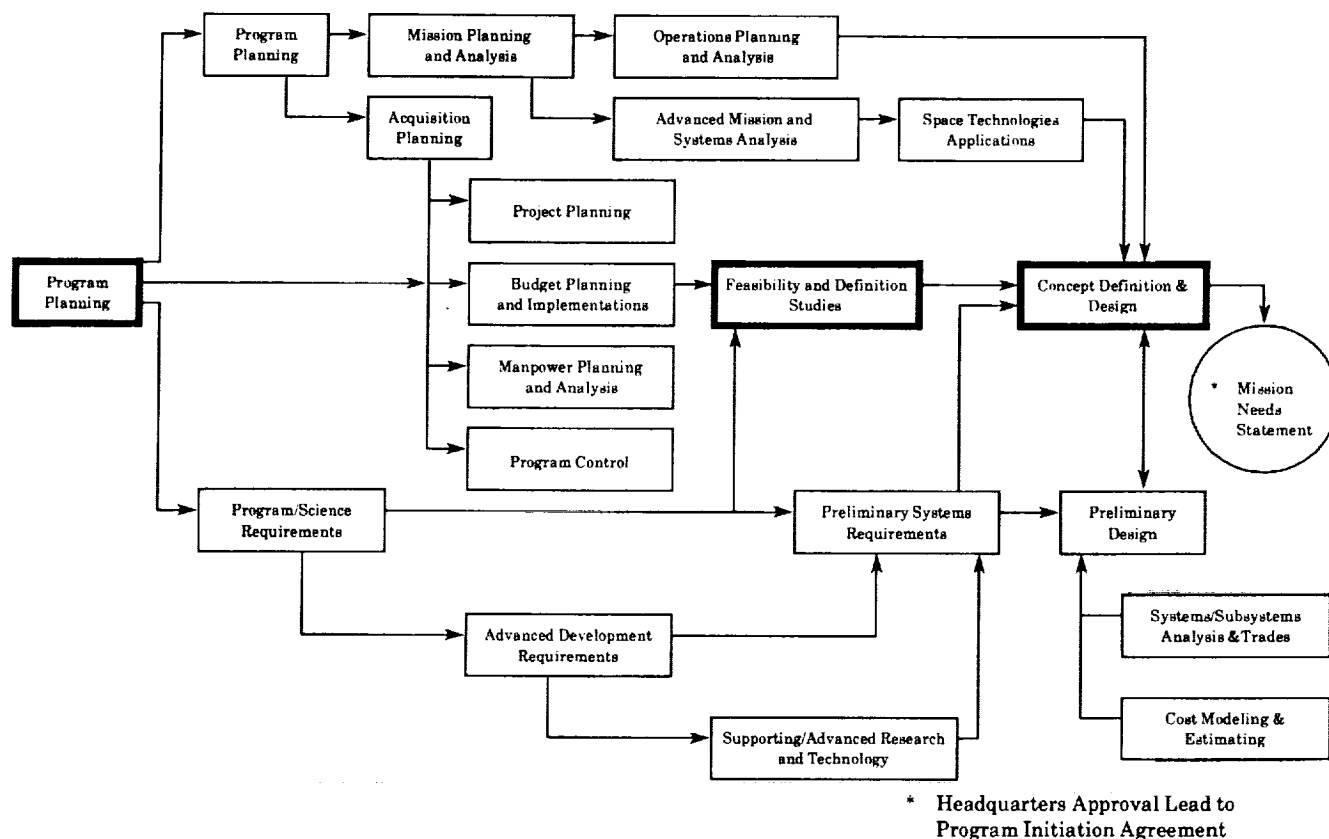 Program
Planning
Mission Planning
and Analysis
Operations Planning
and Analysis
Acquisition
Planning
Advanced Mission and
Systems Analysis
Space Technologies
Applications
Project Planning
Program
Planning
Budget Planning
and Implementations
Feasibility and Definition
Studies
Concept Definition &
Design
Manpower Planning
and Analysis
* Mission
Needs
Statement
Program Control
Program/Science
Requirements
Preliminary Systems
Requirements
Preliminary
Design
Advanced Development
Requirements
Systems/Subsystems
Analysis & Trades
Supporting/Advanced Research
and Technology
Cost Modeling &
Estimating
* Headquarters Approval Lead to
Program Initiation Agreement